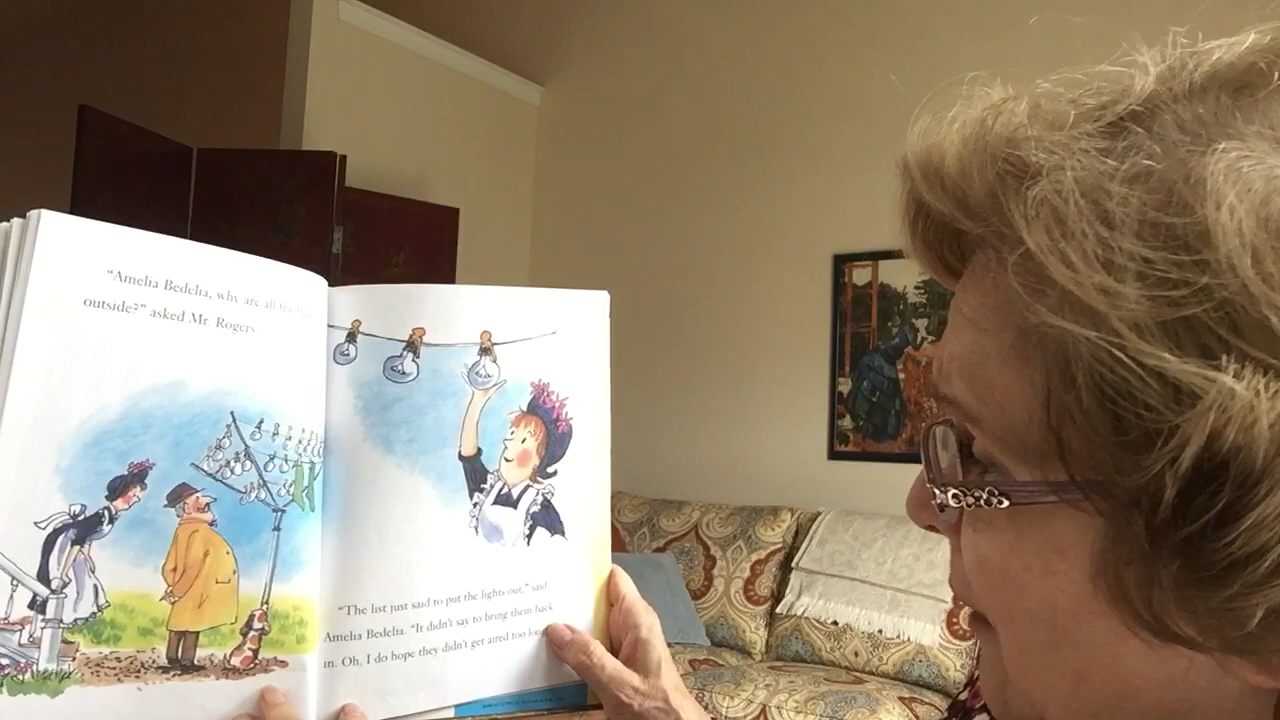 “Amelia Bedelia, why are all the
outside?” asked Mr. Rogers.
“The list just said to put the lights out,” said
Amelia Bedelia. “It didn’t say to bring them back
in. Oh, I do hope they didn’t get aired too